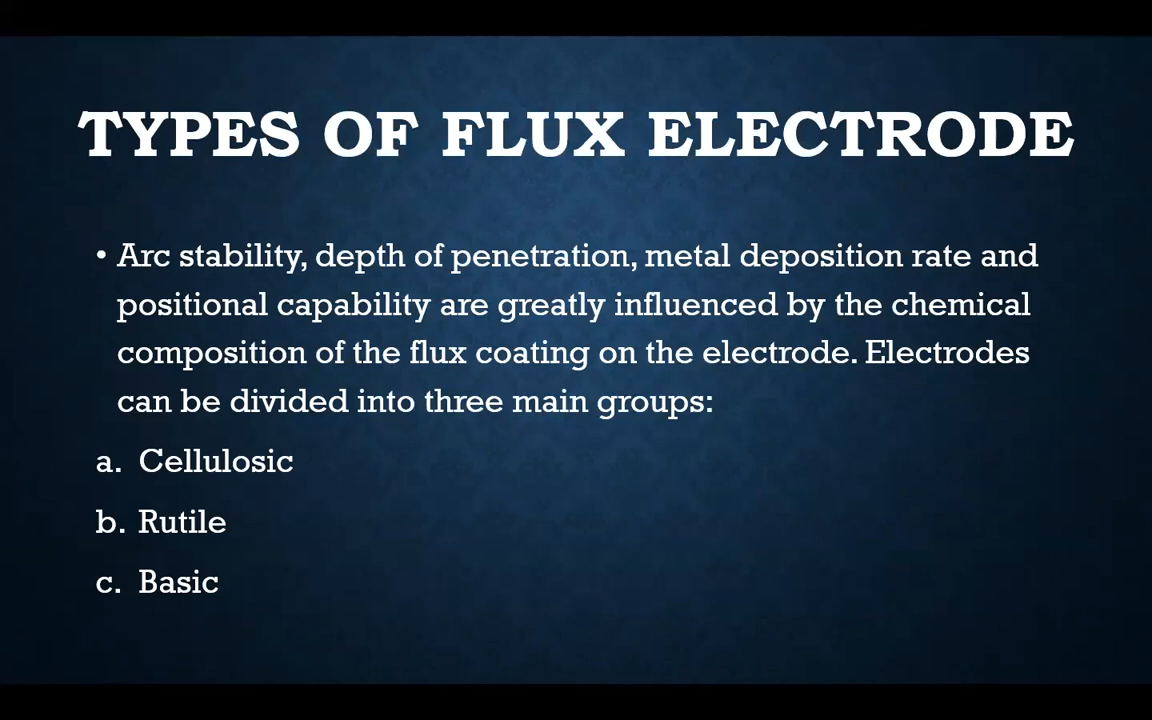 TYPES OF FLUX ELECTRODE
• Arc stability, depth of penetration, metal deposition rate and
positional capability are greatly influenced by the chemical
composition of the flux coating on the electrode. Electrodes
can be divided into three main groups:
a. Cellulosic
b. Rutile
c. Basic